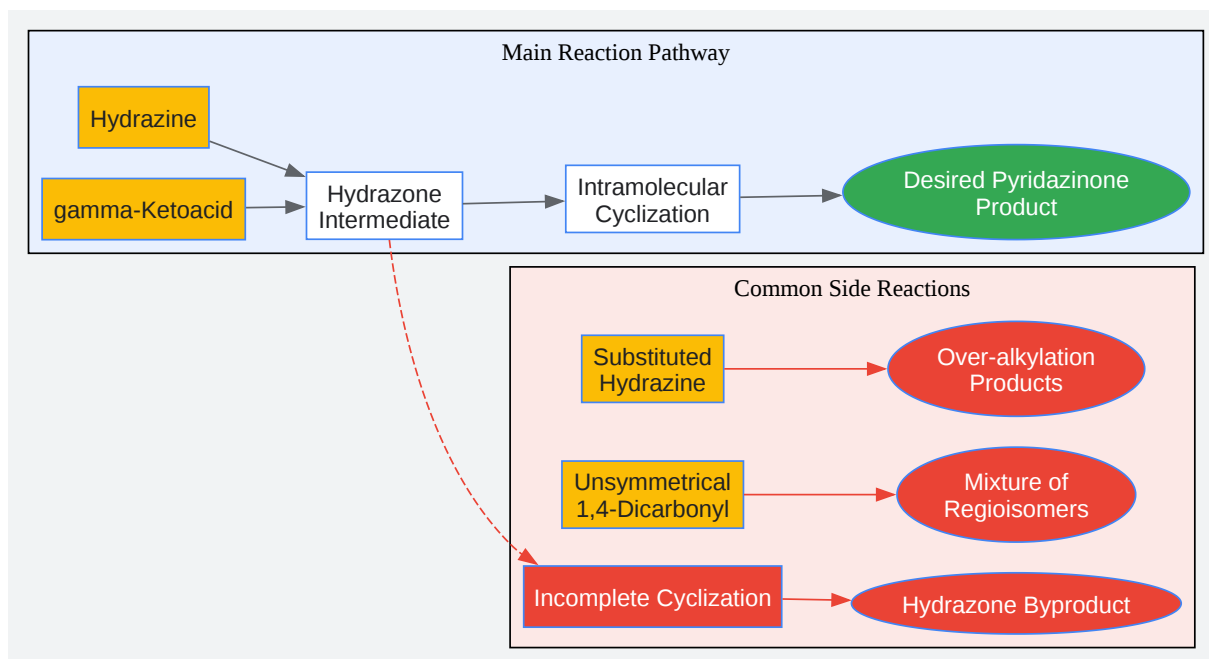 Main Reaction Pathway
Hydrazine
gamma-Ketoacid
Hydrazone
Intermediate
Intramolecular
Cyclization
Desired Pyridazinone
Product
Common Side Reactions
Substituted
Hydrazine
Over-alkylation
Products
Unsymmetrical
1,4-Dicarbonyl
Mixture of
Regioisomers
Incomplete Cyclization
Hydrazone Byproduct